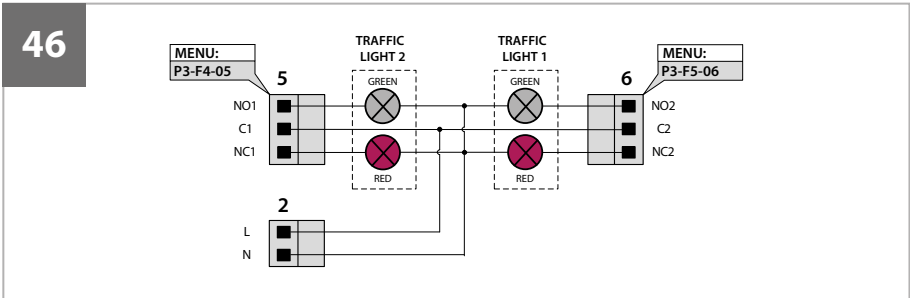 46
MENU:
P3-F4-05
5
TRAFFIC
LIGHT 2
GREEN
RED
TRAFFIC
LIGHT 1
GREEN
RED
MENU:
P3-F5-06
6
NO1
C1
NC1
NO2
C2
NC2
2
L
N